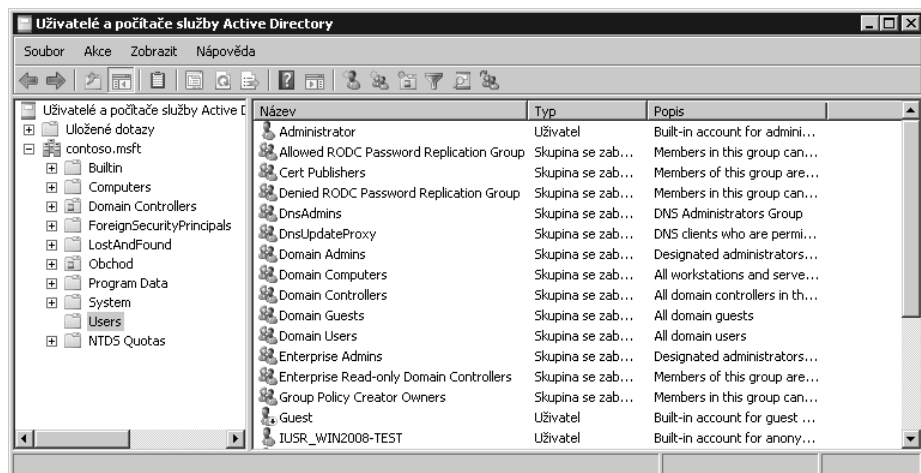 Uživatelé a počítače služby Active Directory
Soubor Akce Zobrazit Nápověda
Uživatelé a počítače služby Active D
Uložené dotazy
contoso.msft
Builtin
Computers
Domain Controllers
ForeignSecurityPrincipals
LostAndFound
Obchod
Program Data
System
Users
NTDS Quotas
Název Typ Popis
Administrator Uživatel Built-in account for admini...
Allowed RODC Password Replication Group Skupina se zab... Members in this group can...
Cert Publishers Skupina se zab... Members of this group are...
Denied RODC Password Replication Group Skupina se zab... Members in this group can...
DnsAdmins Skupina se zab... DNS Administrators Group
DnsUpdateProxy Skupina se zab... DNS clients who are permi...
Domain Admins Skupina se zab... Designated administrators...
Domain Computers Skupina se zab... All workstations and serve...
Domain Controllers Skupina se zab... All domain controllers in th...
Domain Guests Skupina se zab... All domain guests
Domain Users Skupina se zab... All domain users
Enterprise Admins Skupina se zab... Designated administrators...
Enterprise Read-only Domain Controllers Skupina se zab... Members of this group are...
Group Policy Creator Owners Skupina se zab... Members in this group can...
Guest Uživatel Built-in account for guest ...
IUSR_WIN2008-TEST Uživatel Built-in account for anony...